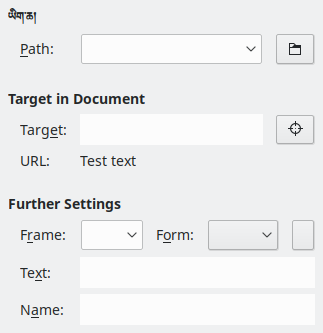 ཡིག་ཆ།
Path:
Target in Document
Target:
URL: Test text
Further Settings
Frame: Form:
Text:
Name: